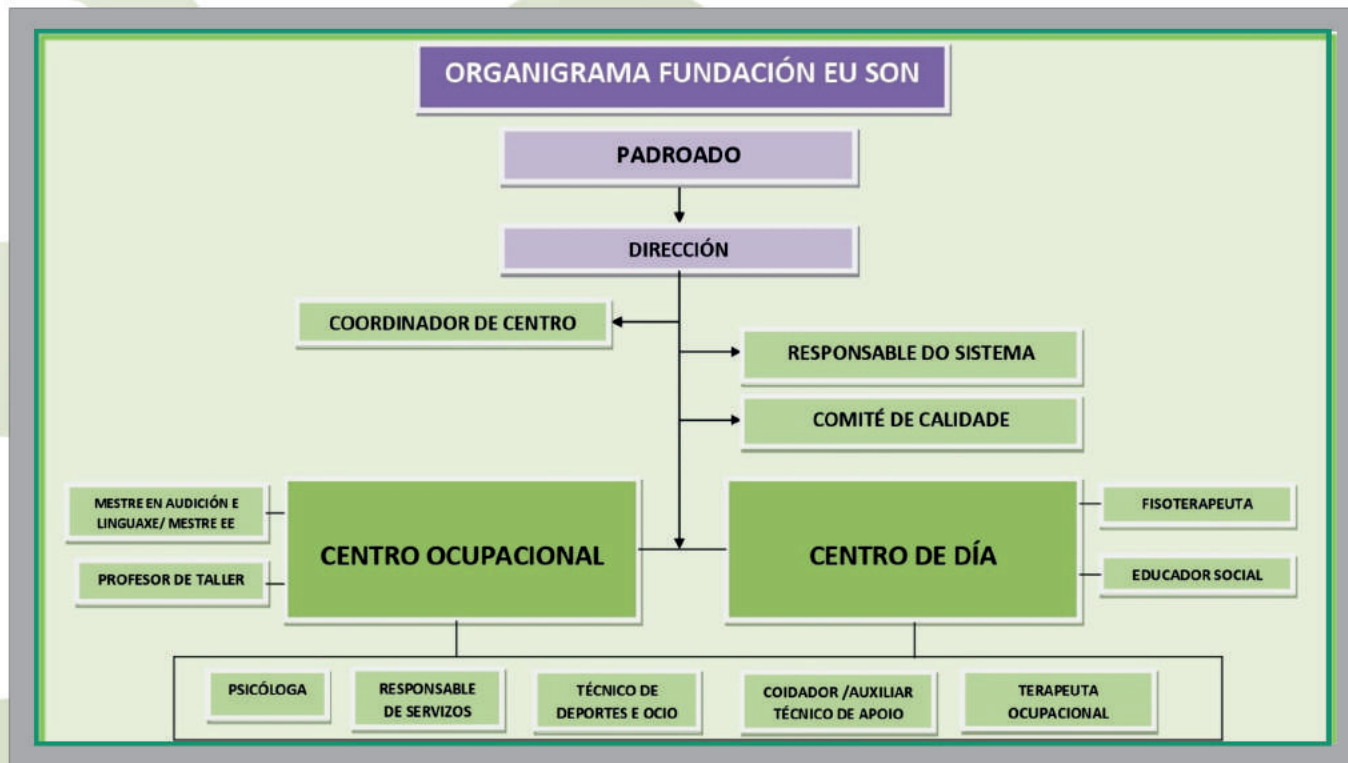 ORGANIGRAMA FUNDACIÓN EU SON
PADROADO
DIRECCIÓN
COORDINADOR DE CENTRO
RESPONSABLE DO SISTEMA
COMITÉ DE CALIDADE
MESTRE EN AUDICIÓN E
LINGUAXE/ MESTRE EE
PROFESOR DE TALLER
CENTRO OCUPACIONAL
CENTRO DE DÍA
FISOTERAPEUTA
EDUCADOR SOCIAL
PSICÓLOGA
RESPONSABLE
DE SERVIZOS
TÉCNICO DE
DEPORTES E OCIO
COIDADOR /AUXILIAR
TÉCNICO DE APOIO
TERAPEUTA
OCUPACIONAL